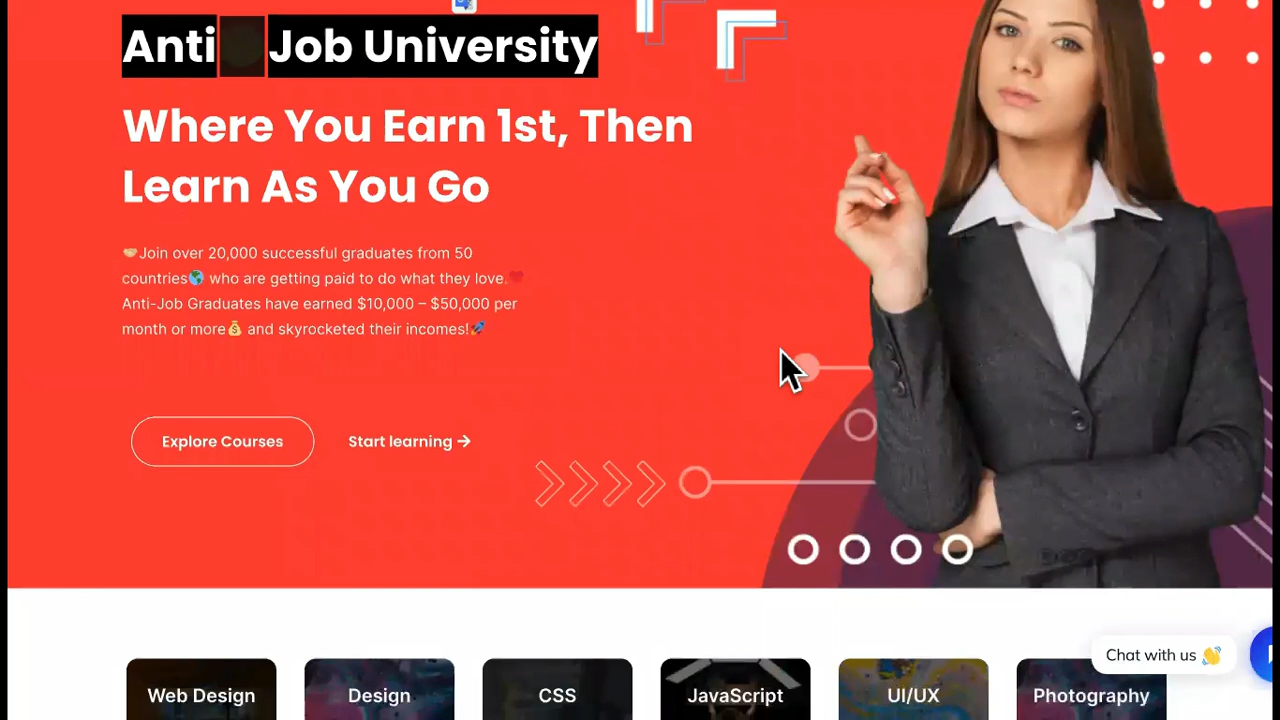 Anti Job University
Where You Earn 1st, Then
Learn As You Go
🤝Join over 20,000 successful graduates from 50
countries🌎 who are getting paid to do what they love.❤️
Anti-Job Graduates have earned $10,000 – $50,000 per
month or more💰 and skyrocketed their incomes!🚀
Explore Courses
Start learning →
Chat with us 👋
Web Design
Design
CSS
JavaScript
UI/UX
Photography